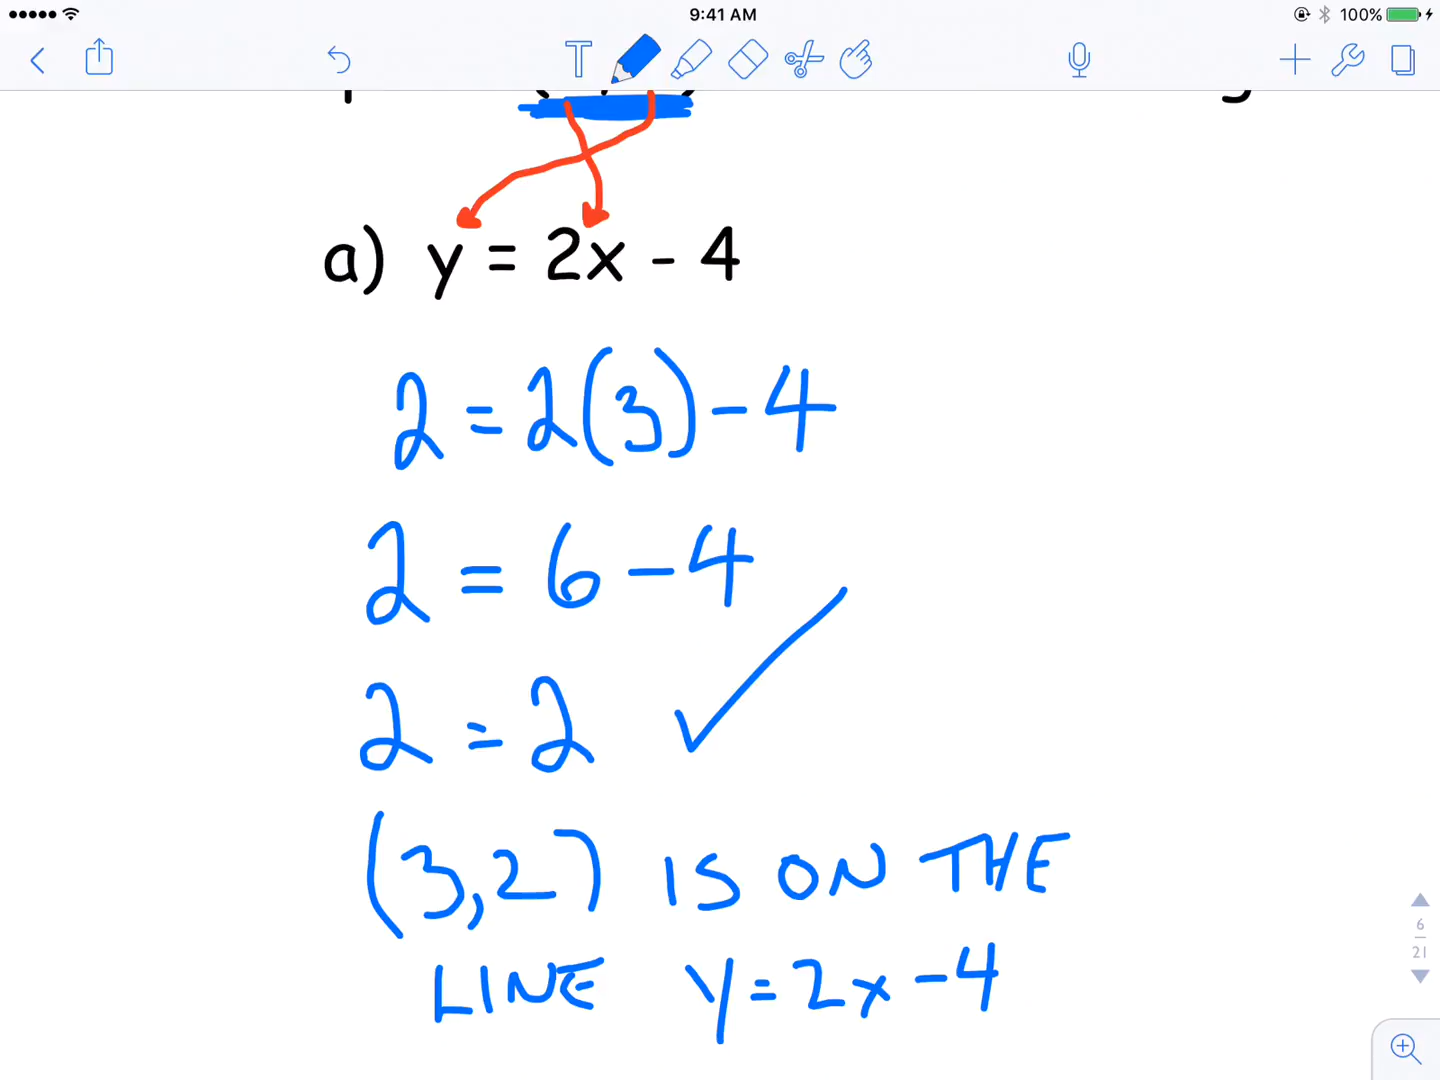 9:41 AM
100%
T
a) y = 2x - 4
2 = 2(3) - 4
2 = 6 - 4
2 = 2
(3,2) IS ON THE
LINE y = 2x - 4
6
21